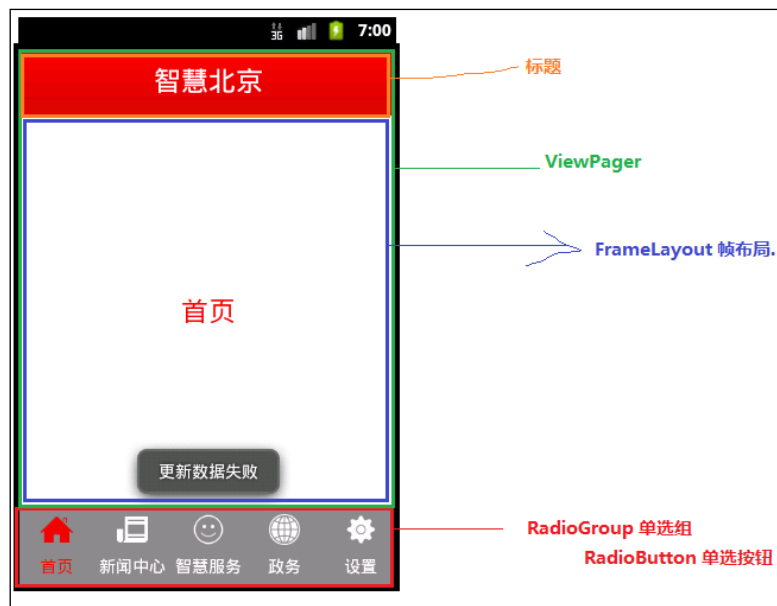 3G 7:00
智慧北京
标题
ViewPager
FrameLayout 帧布局.
首页
更新数据失败
首页 新闻中心 智慧服务 政务 设置
RadioGroup 单选组
RadioButton 单选按钮